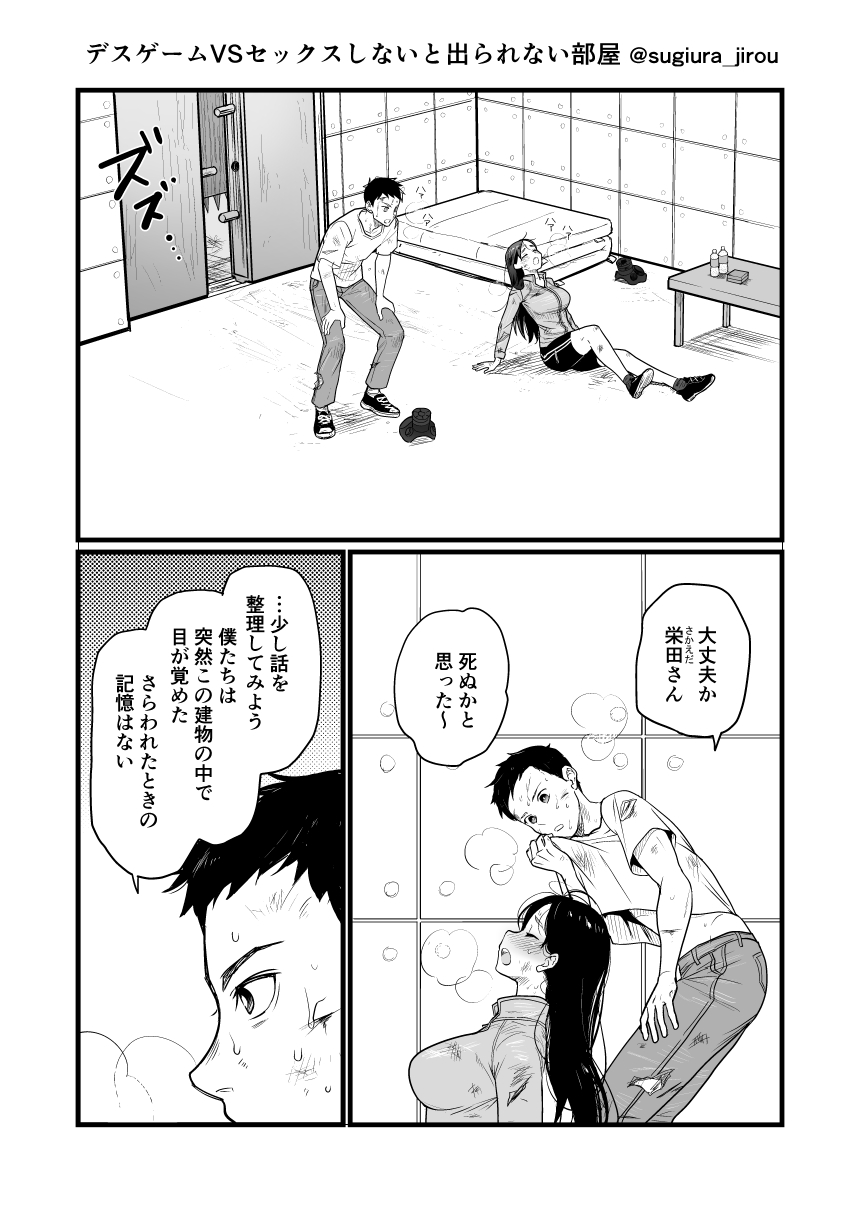 デスゲームVSセックスしないと出られない部屋 @sugiura_jirou
ズズ…
ハァ
ハァ
ハァ
ハァ
大丈夫か
栄田さん
さかえだ
死ぬかと
思った～
…少し話を
整理してみよう
僕たちは
突然この建物の中で
目が覚めた
さらわれたときの
記憶はない